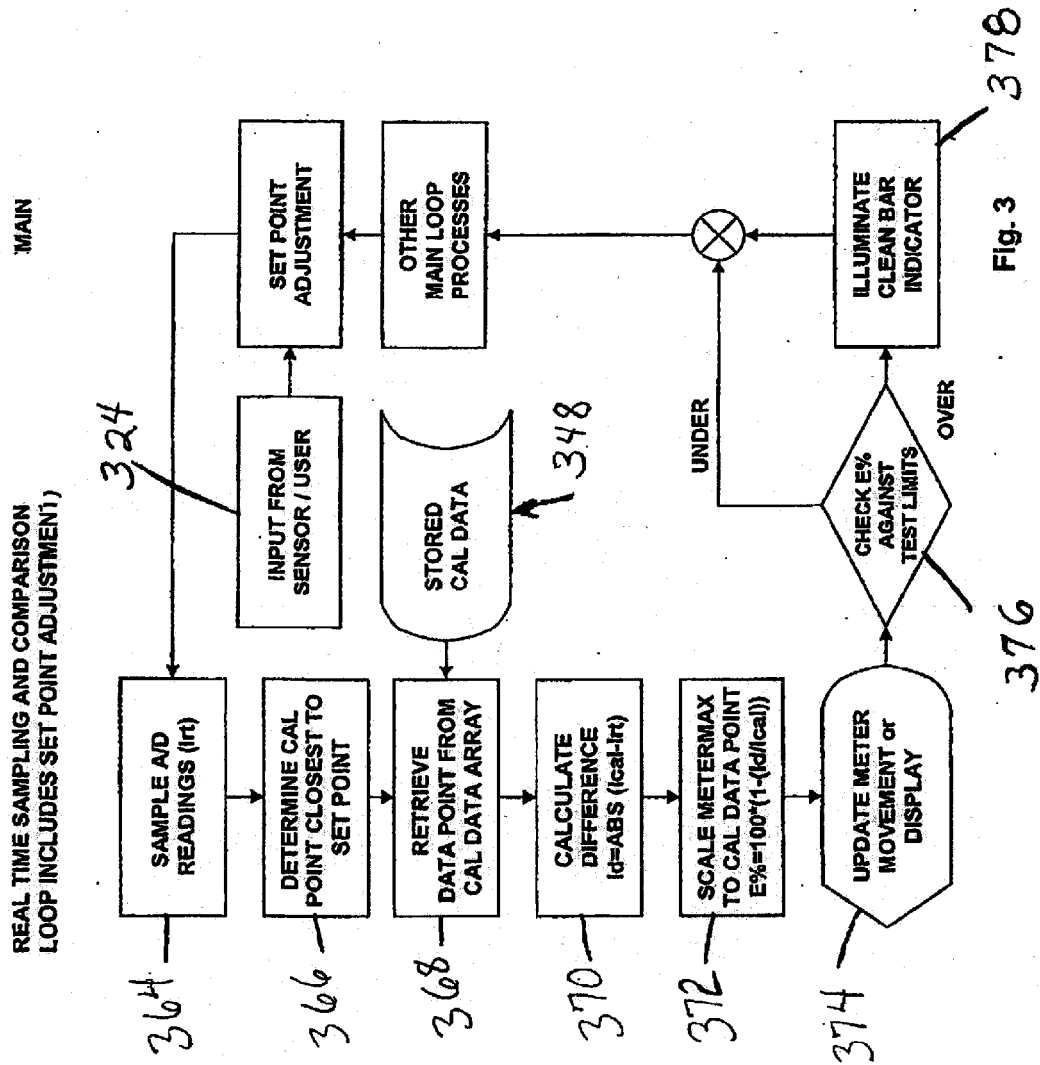 REAL TIME SAMPLING AND COMPARISON
LOOP INCLUDES SET POINT ADJUSTMENT)
MAIN
364
SAMPLE A/D
READINGS (Irt)
366
DETERMINE CAL
POINT CLOSEST TO
SET POINT
368
RETRIEVE
DATA POINT FROM
CAL DATA ARRAY
370
CALCULATE
DIFFERENCE
Id=ABS (Ical-Irt)
372
SCALE METERMAX
TO CAL DATA POINT
E%=100*(1-(Id/Ical))
374
UPDATE METER
MOVEMENT or
DISPLAY
324
INPUT FROM
SENSOR / USER
STORED
CAL DATA
348
CHECK E%
AGAINST
TEST LIMITS
376
UNDER
OVER
SET POINT
ADJUSTMENT
OTHER
MAIN LOOP
PROCESSES
ILLUMINATE
CLEAN BAR
INDICATOR
378
Fig. 3